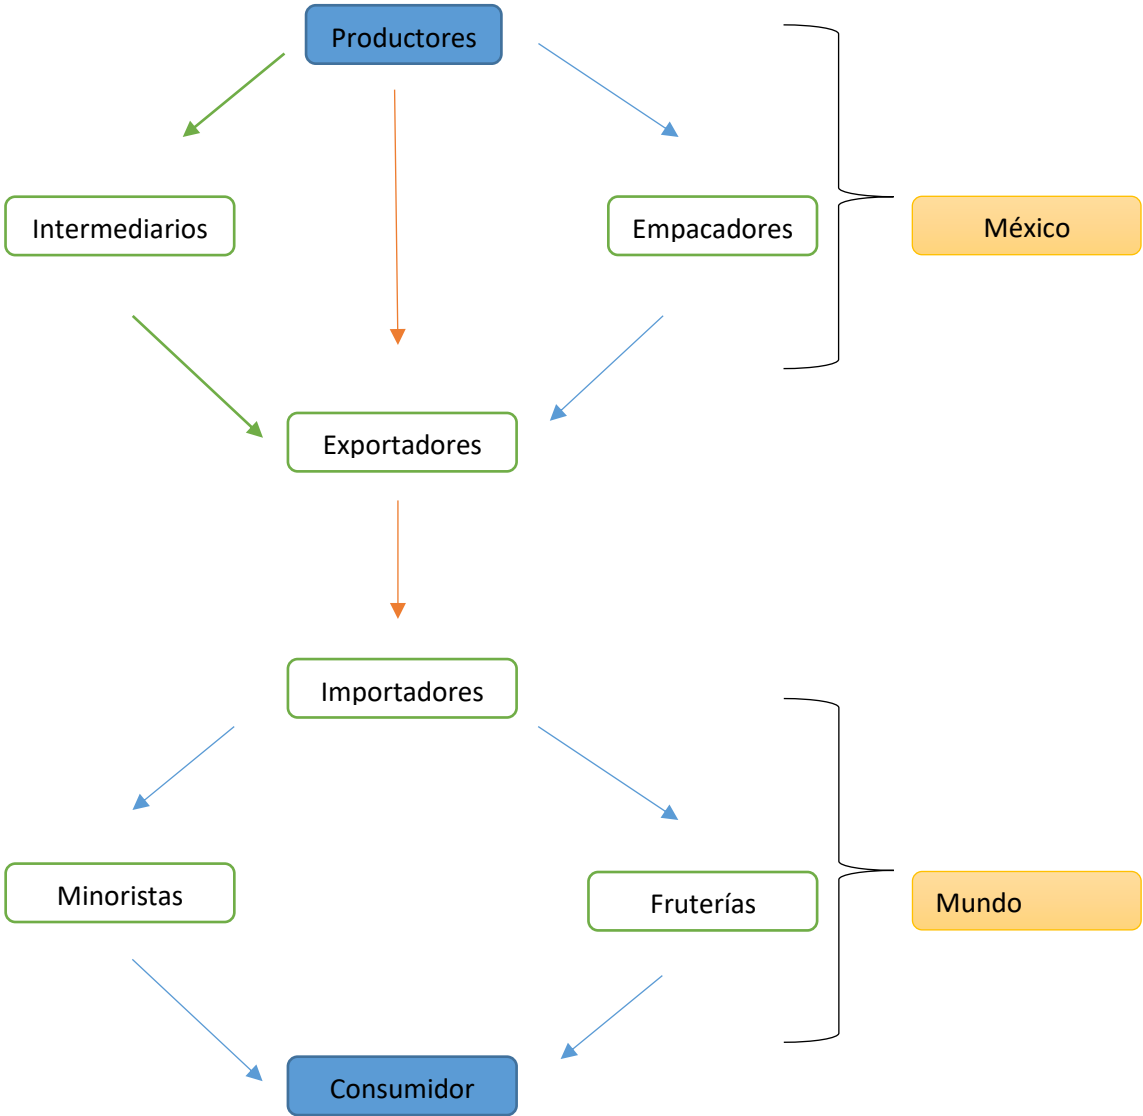 Productores
Intermediarios
Empacadores
México
Exportadores
Importadores
Minoristas
Fruterías
Mundo
Consumidor